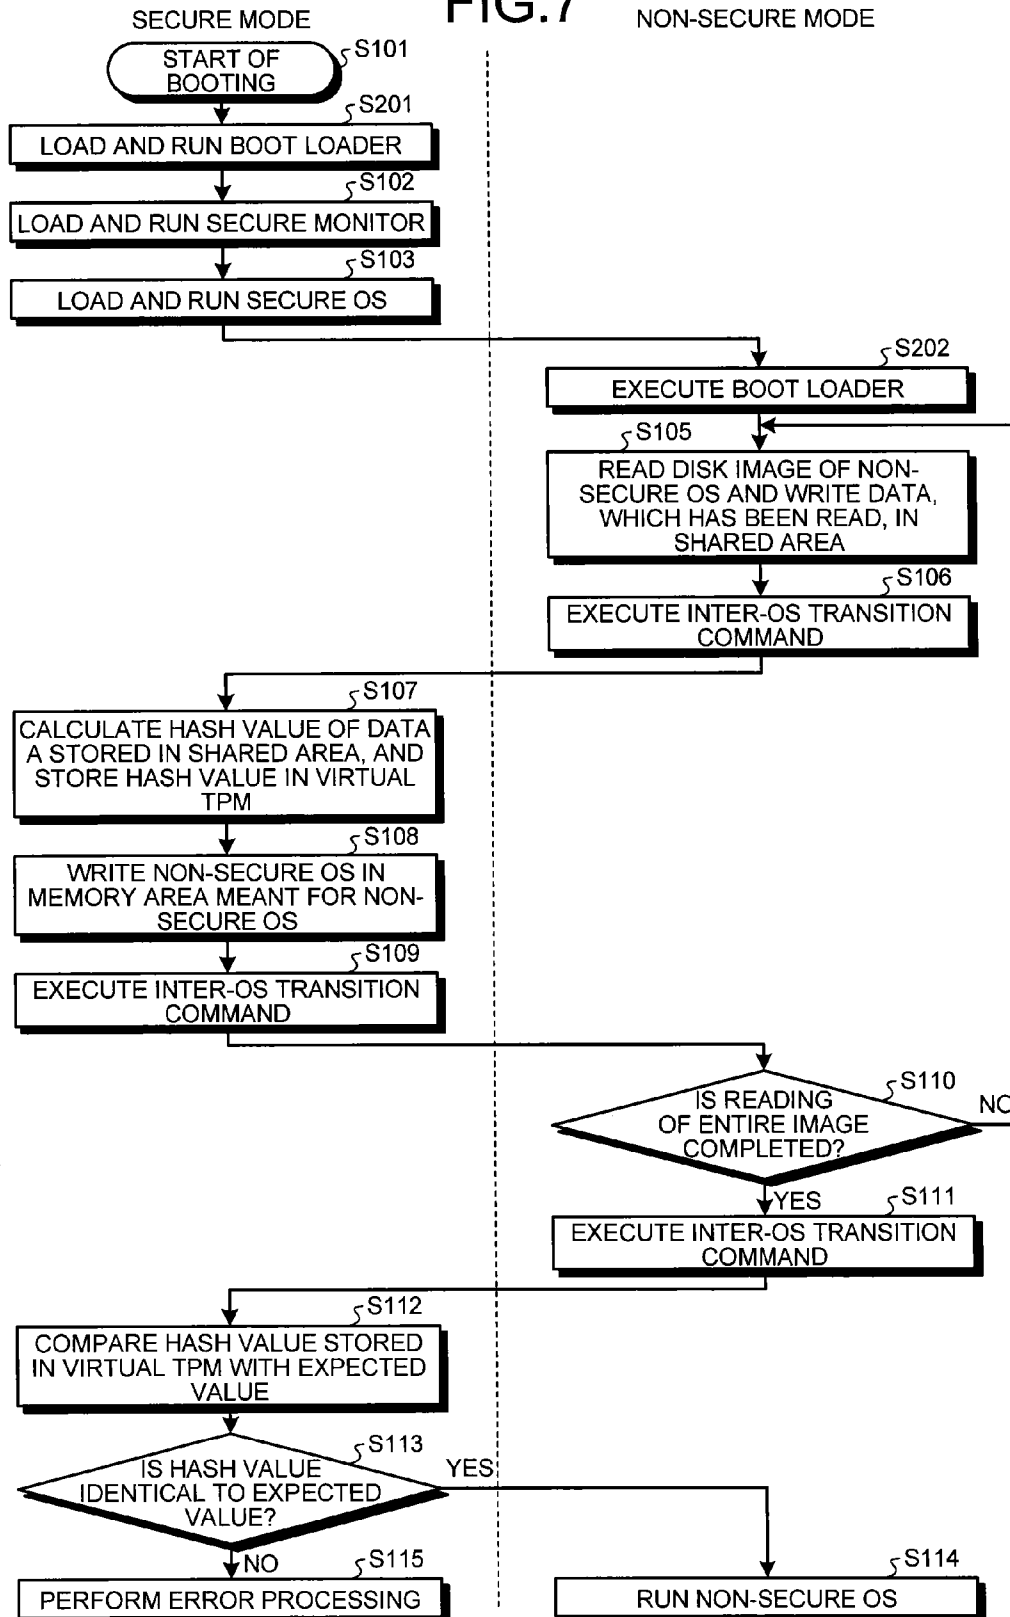 FIG.7
SECURE MODE
NON-SECURE MODE
S101
START OF
BOOTING
S201
LOAD AND RUN BOOT LOADER
S102
LOAD AND RUN SECURE MONITOR
S103
LOAD AND RUN SECURE OS
S202
EXECUTE BOOT LOADER
S105
READ DISK IMAGE OF NON-
SECURE OS AND WRITE DATA,
WHICH HAS BEEN READ, IN
SHARED AREA
S106
EXECUTE INTER-OS TRANSITION
COMMAND
S107
CALCULATE HASH VALUE OF DATA
A STORED IN SHARED AREA, AND
STORE HASH VALUE IN VIRTUAL
TPM
S108
WRITE NON-SECURE OS IN
MEMORY AREA MEANT FOR NON-
SECURE OS
S109
EXECUTE INTER-OS TRANSITION
COMMAND
S110
IS READING
OF ENTIRE IMAGE
COMPLETED?
NO
YES
S111
EXECUTE INTER-OS TRANSITION
COMMAND
S112
COMPARE HASH VALUE STORED
IN VIRTUAL TPM WITH EXPECTED
VALUE
S113
IS HASH VALUE
IDENTICAL TO EXPECTED
VALUE?
YES
NO
S115
PERFORM ERROR PROCESSING
S114
RUN NON-SECURE OS